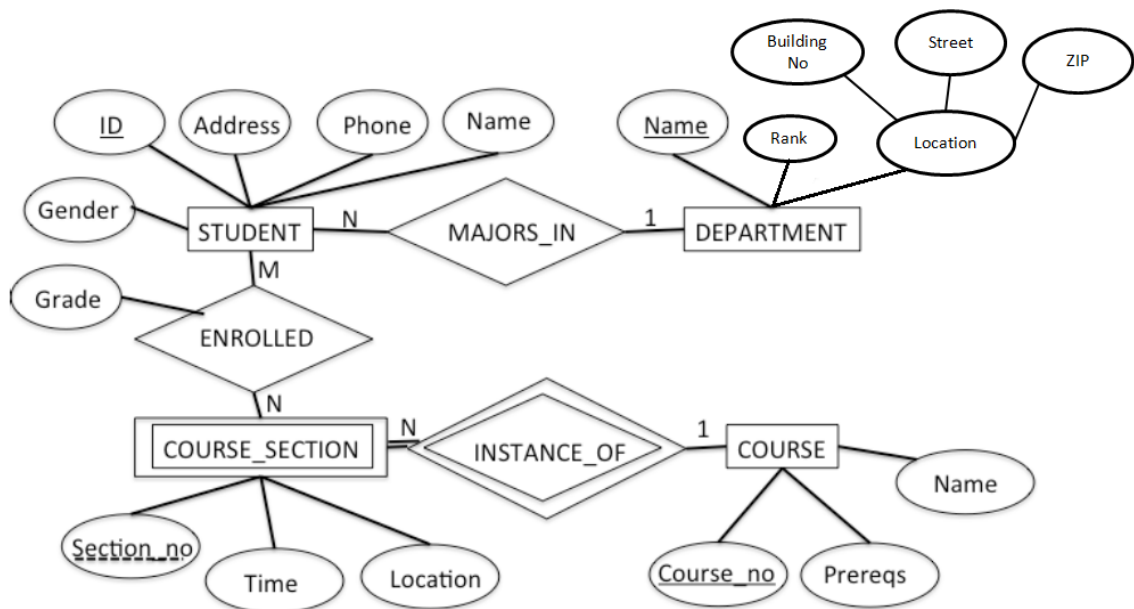 Building
No
Street
ZIP
ID
Address
Phone
Name
Name
Rank
Location
Gender
STUDENT
N
MAJORS_IN
1
DEPARTMENT
M
Grade
ENROLLED
N
COURSE_SECTION
N
INSTANCE_OF
1
COURSE
Name
Section_no
Time
Location
Course_no
Prereqs